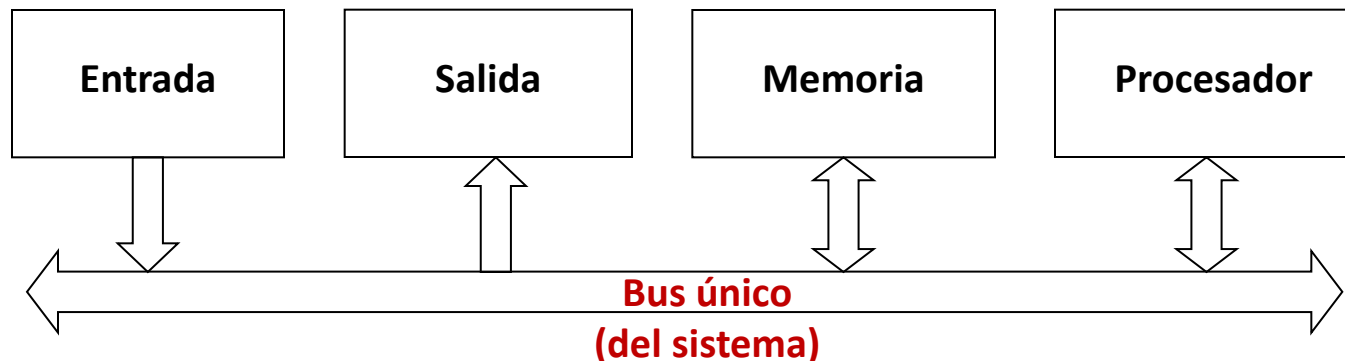 Entrada
Salida
Memoria
Procesador
Bus único
(del sistema)